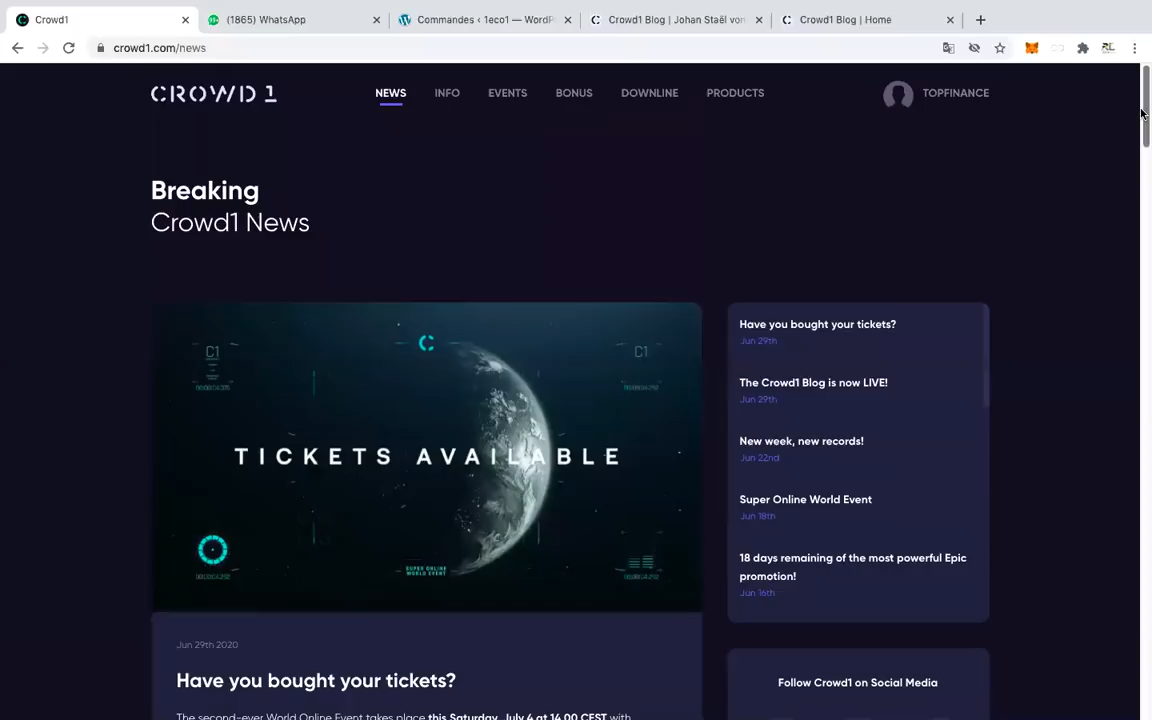 Crowd1
(1865) WhatsApp
Commandes ‹ 1eco1 — WordP
Crowd1 Blog | Johan Staël von
Crowd1 Blog | Home
crowd1.com/news
CROWD 1
NEWS
INFO
EVENTS
BONUS
DOWNLINE
PRODUCTS
TOPFINANCE
Breaking
Crowd1 News
C1
C1
TICKETS AVAILABLE
SUPER ONLINE
WORLD EVENT
Have you bought your tickets?
Jun 29th
The Crowd1 Blog is now LIVE!
Jun 29th
New week, new records!
Jun 22nd
Super Online World Event
Jun 18th
18 days remaining of the most powerful Epic
promotion!
Jun 16th
Jun 29th 2020
Have you bought your tickets?
The second-ever World Online Event takes place this Saturday, July 4 at 14.00 CEST with
Follow Crowd1 on Social Media